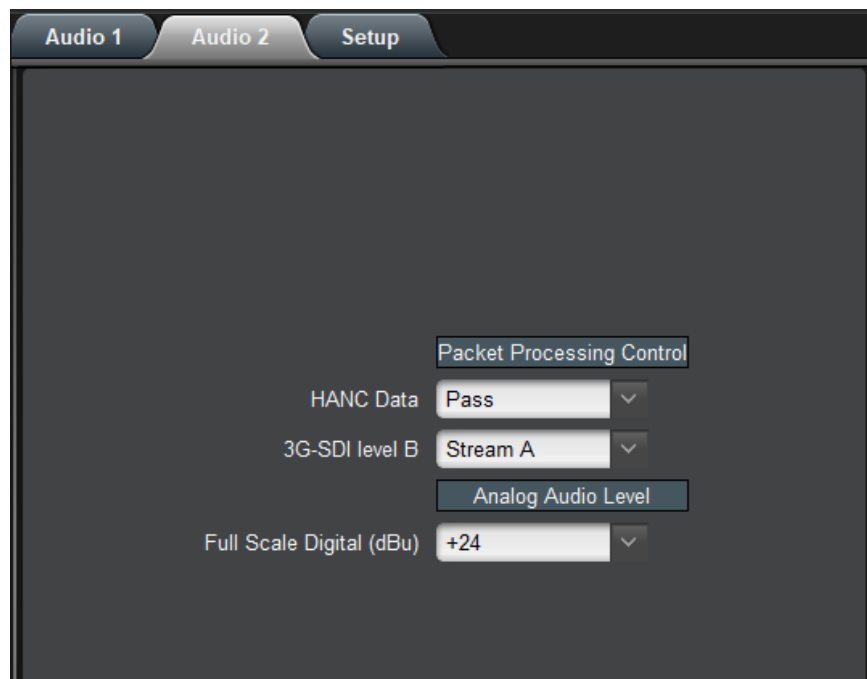 Audio 1 Audio 2 Setup
Packet Processing Control
HANC Data Pass
3G-SDI level B Stream A
Analog Audio Level
Full Scale Digital (dBu) +24